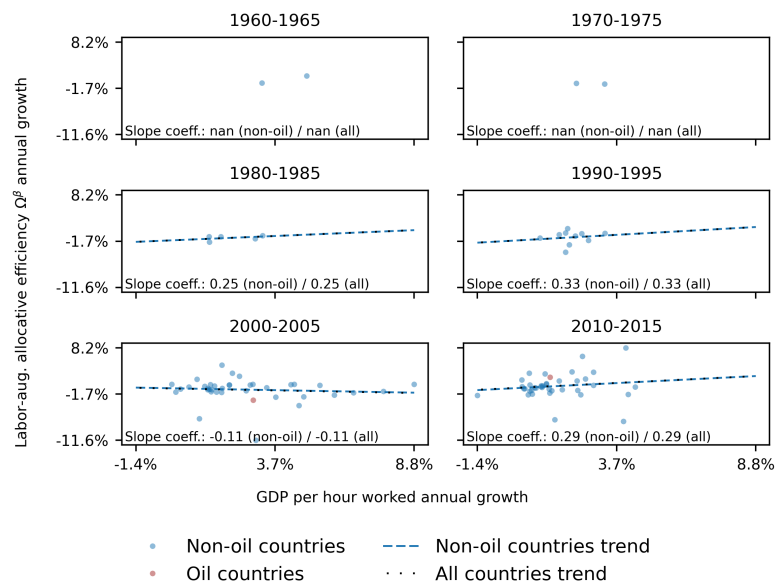 1960-1965
1970-1975
8.2%
-1.7%
-11.6%
Slope coeff.: nan (non-oil) / nan (all)
Slope coeff.: nan (non-oil) / nan (all)
1980-1985
1990-1995
8.2%
-1.7%
-11.6%
Slope coeff.: 0.25 (non-oil) / 0.25 (all)
Slope coeff.: 0.33 (non-oil) / 0.33 (all)
2000-2005
2010-2015
8.2%
-1.7%
-11.6%
Slope coeff.: -0.11 (non-oil) / -0.11 (all)
Slope coeff.: 0.29 (non-oil) / 0.29 (all)
-1.4%
3.7%
8.8%
-1.4%
3.7%
8.8%
Labor-aug. allocative efficiency Ω^β annual growth
GDP per hour worked annual growth
Non-oil countries
Non-oil countries trend
Oil countries
All countries trend